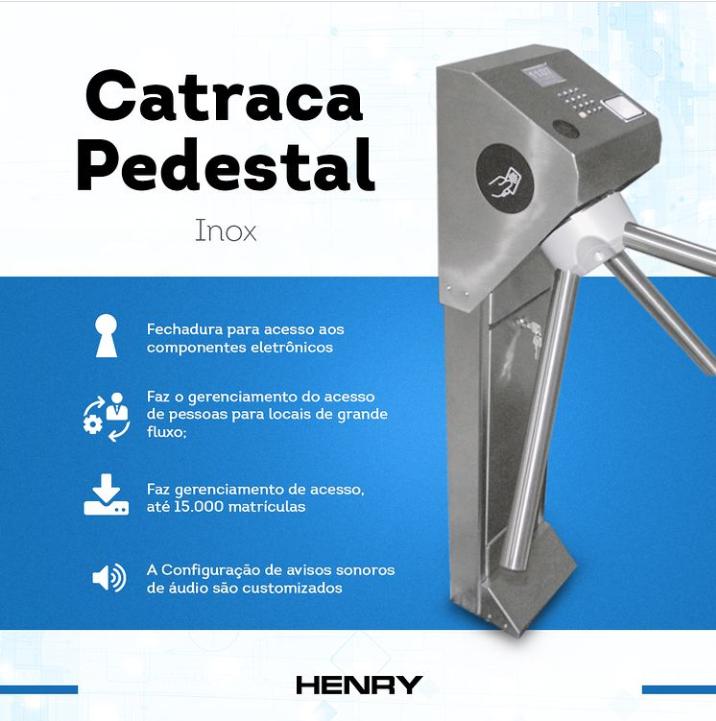 Catraca
Pedestal
Inox
Fechadura para acesso aos
componentes eletrônicos
Faz o gerenciamento do acesso
de pessoas para locais de grande
fluxo;
Faz gerenciamento de acesso,
até 15.000 matrículas
A Configuração de avisos sonoros
de áudio são customizados
HENRY